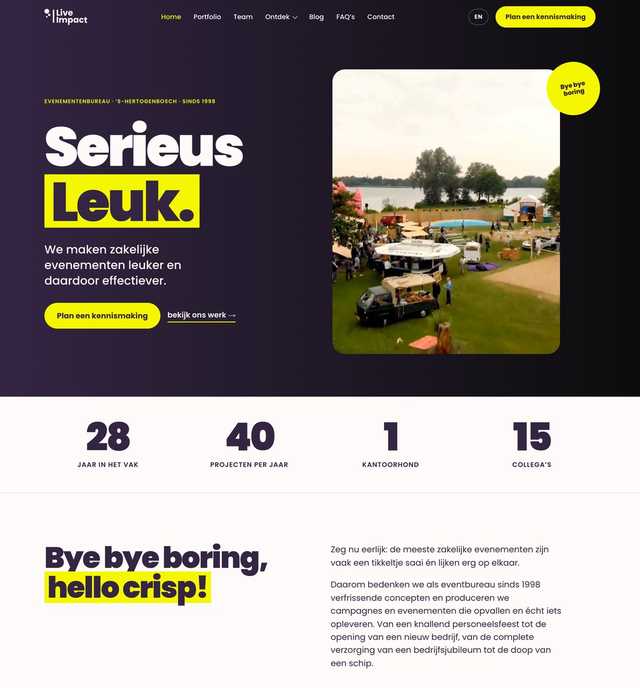 Live
Impact
Home
Portfolio
Team
Ontdek
Blog
FAQ's
Contact
EN
Plan een kennismaking
Bye bye
boring
EVENEMENTENBUREAU · 'S-HERTOGENBOSCH · SINDS 1998
Serieus
Leuk.
We maken zakelijke
evenementen leuker en
daardoor effectiever.
Plan een kennismaking
bekijk ons werk →
28
JAAR IN HET VAK
40
PROJECTEN PER JAAR
1
KANTOORHOND
15
COLLEGA'S
Bye bye boring,
hello crisp!
Zeg nu eerlijk: de meeste zakelijke evenementen zijn
vaak een tikkeltje saai én lijken erg op elkaar.
Daarom bedenken we als eventbureau sinds 1998
verfrissende concepten en produceren we
campagnes en evenementen die opvallen en écht iets
opleveren. Van een knallend personeelsfeest tot de
opening van een nieuw bedrijf, van de complete
verzorging van een bedrijfsjubileum tot de doop van
een schip.